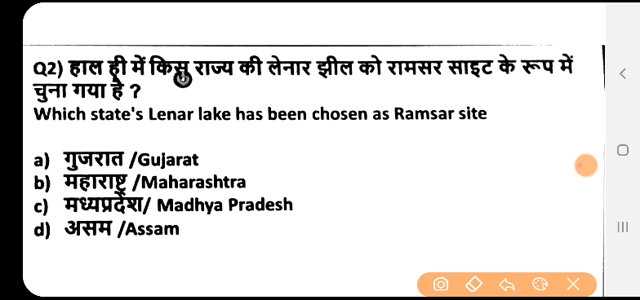 Q2) हाल ही में किस राज्य की लेनार झील को रामसर साइट के रूप में
चुना गया है ?
Which state's Lenar lake has been chosen as Ramsar site
a) गुजरात /Gujarat
b) महाराष्ट्र /Maharashtra
c) मध्यप्रदेश/ Madhya Pradesh
d) असम /Assam